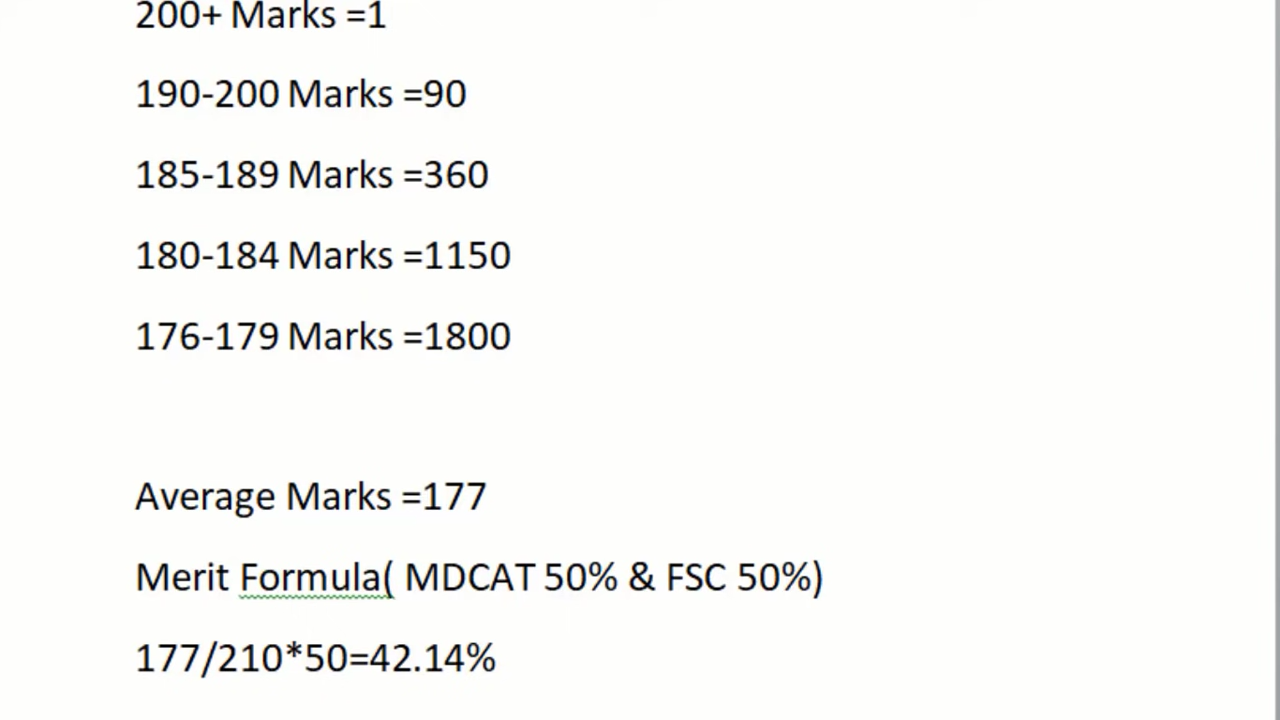 200+ Marks =1
190-200 Marks =90
185-189 Marks =360
180-184 Marks =1150
176-179 Marks =1800
Average Marks =177
Merit Formula( MDCAT 50% & FSC 50%)
177/210*50=42.14%